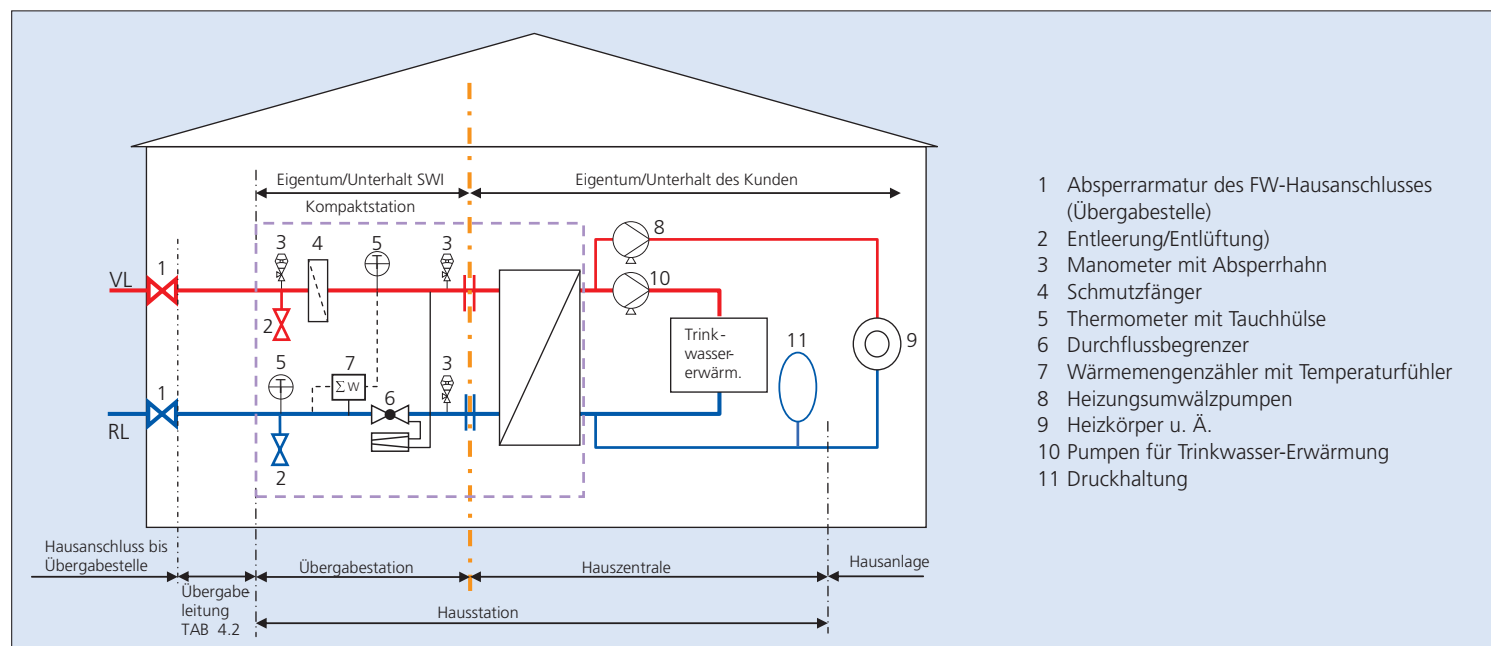 Eigentum/Unterhalt SWI
Eigentum/Unterhalt des Kunden
Kompaktstation
3
4
5
3
8
1
VL
2
10
Trink-
wasser-
erwärm.
11
9
5
7
3
ΣW
6
1
RL
2
Hausanschluss bis
Übergabestelle
Übergabe
leitung
TAB 4.2
Übergabestation
Hauszentrale
Hausanlage
Hausstation
1 Absperrarmatur des FW-Hausanschlusses
(Übergabestelle)
2 Entleerung/Entlüftung)
3 Manometer mit Absperrhahn
4 Schmutzfänger
5 Thermometer mit Tauchhülse
6 Durchflussbegrenzer
7 Wärmemengenzähler mit Temperaturfühler
8 Heizungsumwälzpumpen
9 Heizkörper u. Ä.
10 Pumpen für Trinkwasser-Erwärmung
11 Druckhaltung